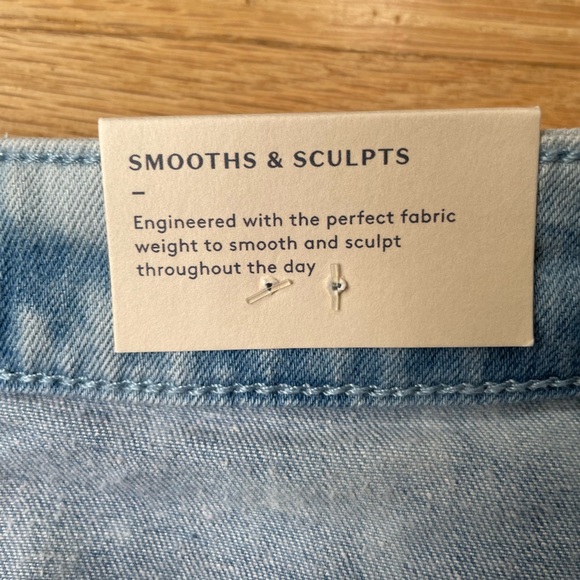 SMOOTHS & SCULPTS
–
Engineered with the perfect fabric
weight to smooth and sculpt
throughout the day